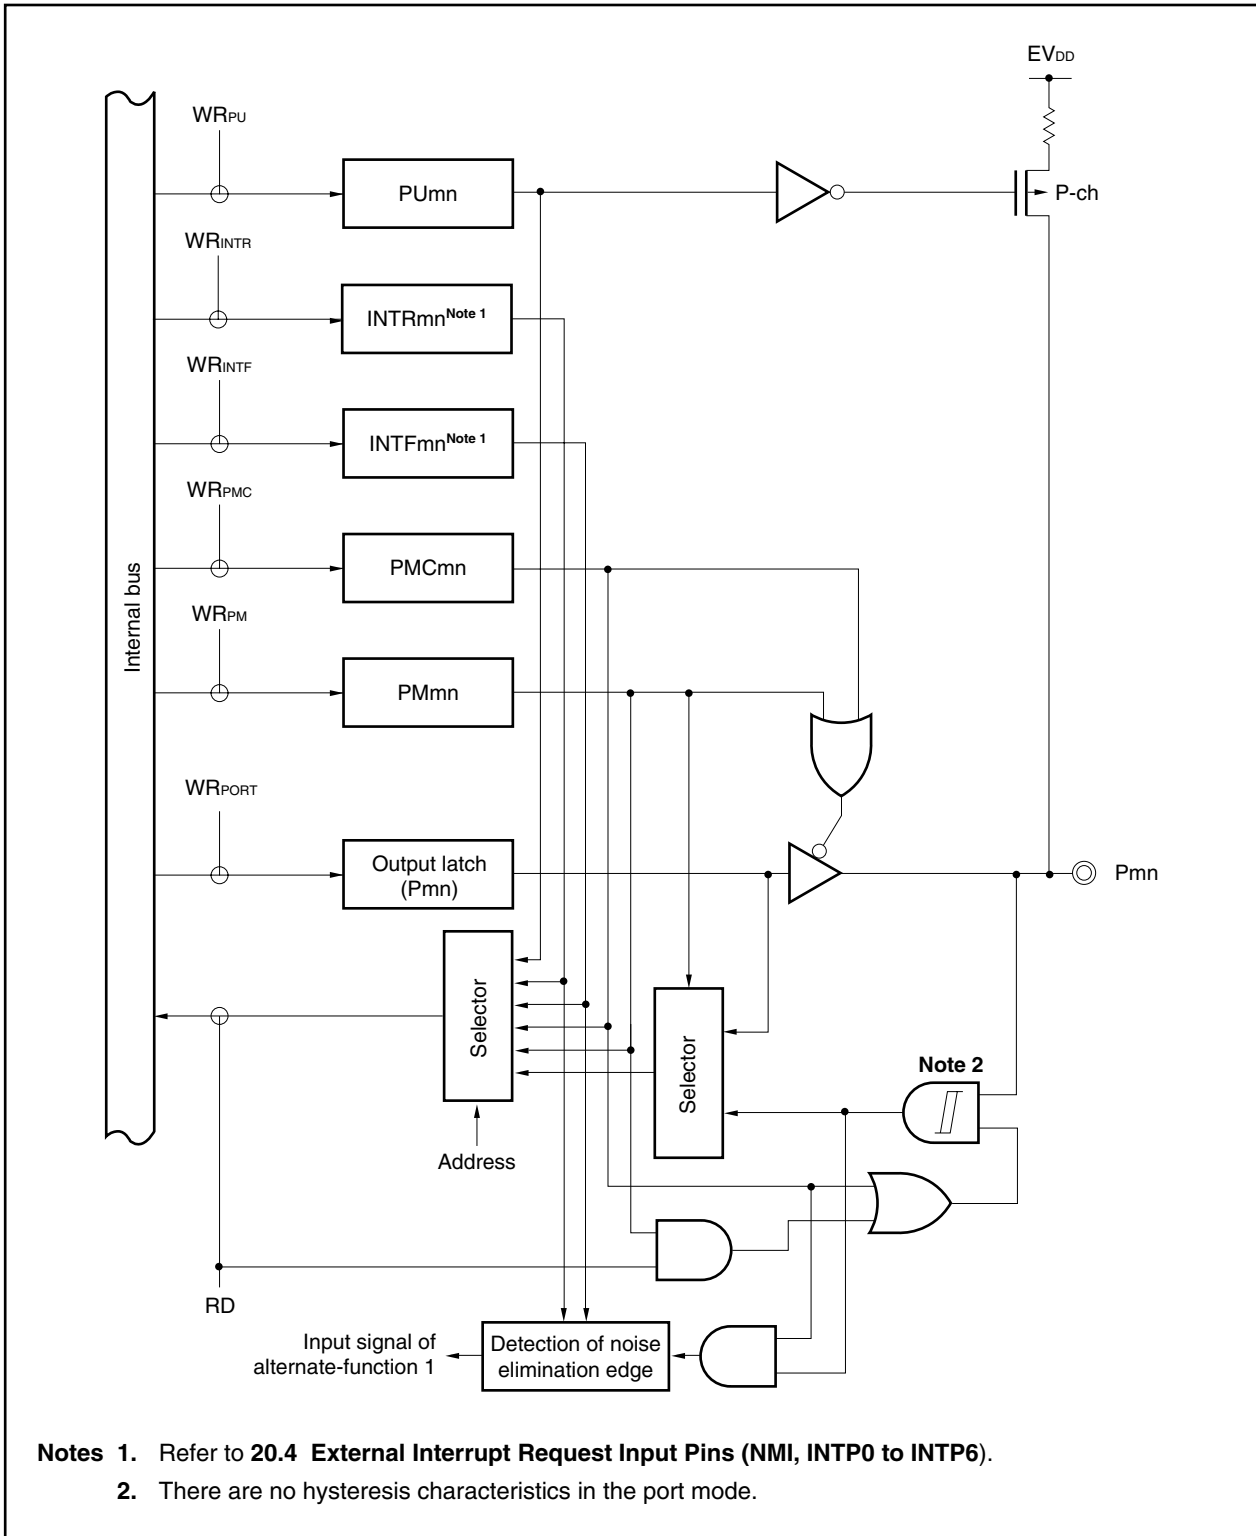 EVDD
WRPU
PUmn
P-ch
WRINTR
INTRmnNote 1
WRINTF
INTFmnNote 1
WRPMC
PMCmn
Internal bus
WRPM
PMmn
WRPORT
Output latch
(Pmn)
Pmn
Selector
Selector
Note 2
Address
RD
Input signal of
alternate-function 1
Detection of noise
elimination edge
Notes 1. Refer to 20.4 External Interrupt Request Input Pins (NMI, INTP0 to INTP6).
2. There are no hysteresis characteristics in the port mode.